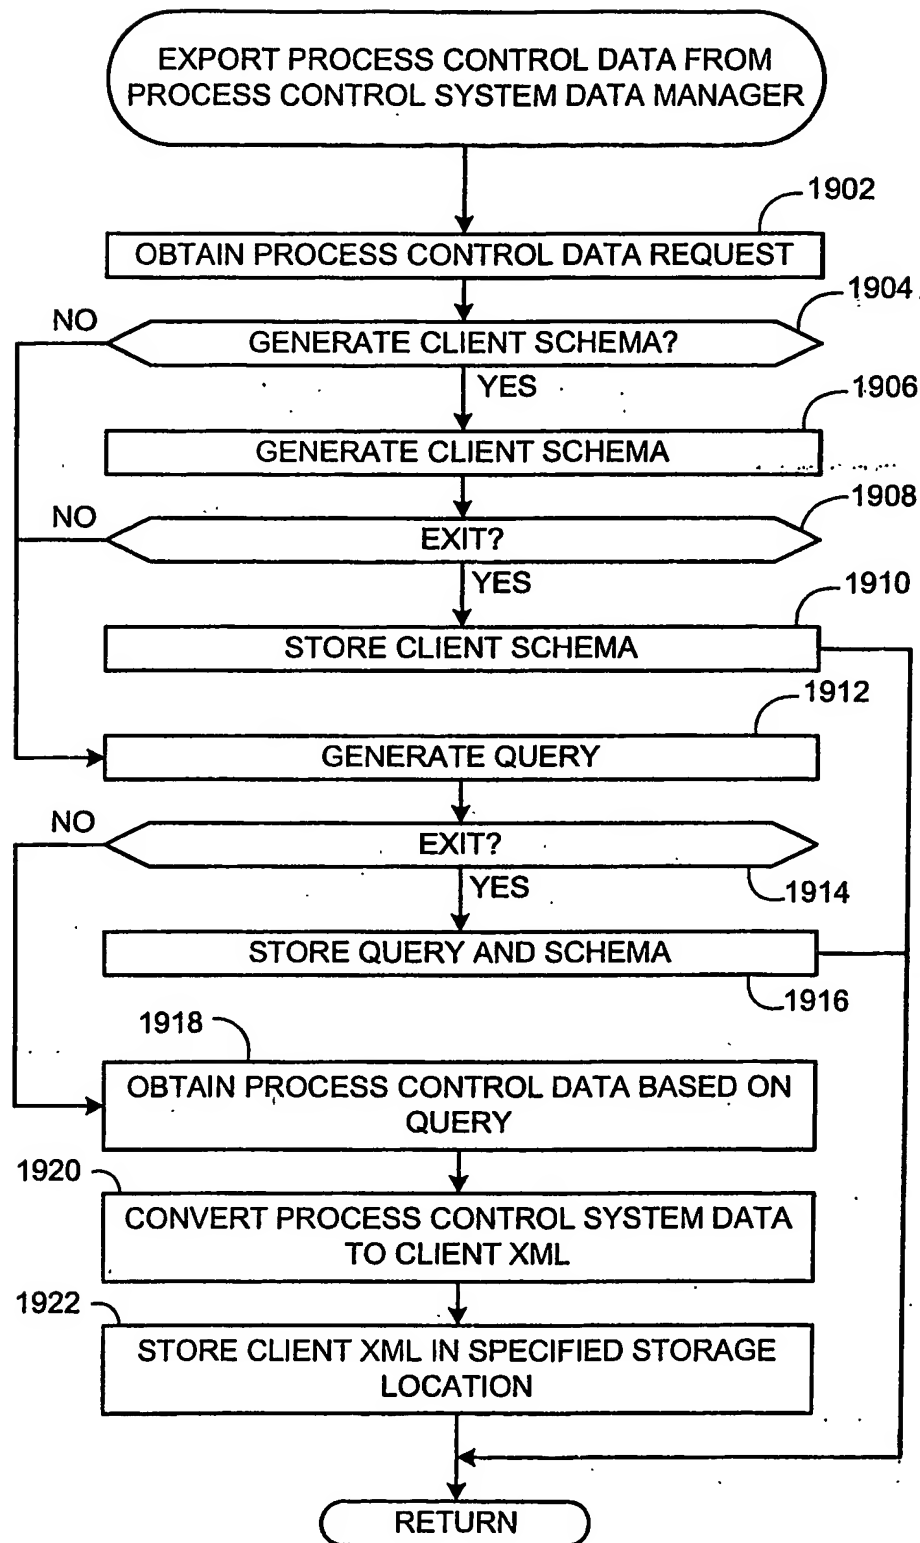 EXPORT PROCESS CONTROL DATA FROM
PROCESS CONTROL SYSTEM DATA MANAGER
1902
OBTAIN PROCESS CONTROL DATA REQUEST
1904
NO
GENERATE CLIENT SCHEMA?
YES
1906
GENERATE CLIENT SCHEMA
1908
NO
EXIT?
YES
1910
STORE CLIENT SCHEMA
1912
GENERATE QUERY
NO
EXIT?
YES
1914
STORE QUERY AND SCHEMA
1916
1918
OBTAIN PROCESS CONTROL DATA BASED ON
QUERY
1920
CONVERT PROCESS CONTROL SYSTEM DATA
TO CLIENT XML
1922
STORE CLIENT XML IN SPECIFIED STORAGE
LOCATION
RETURN